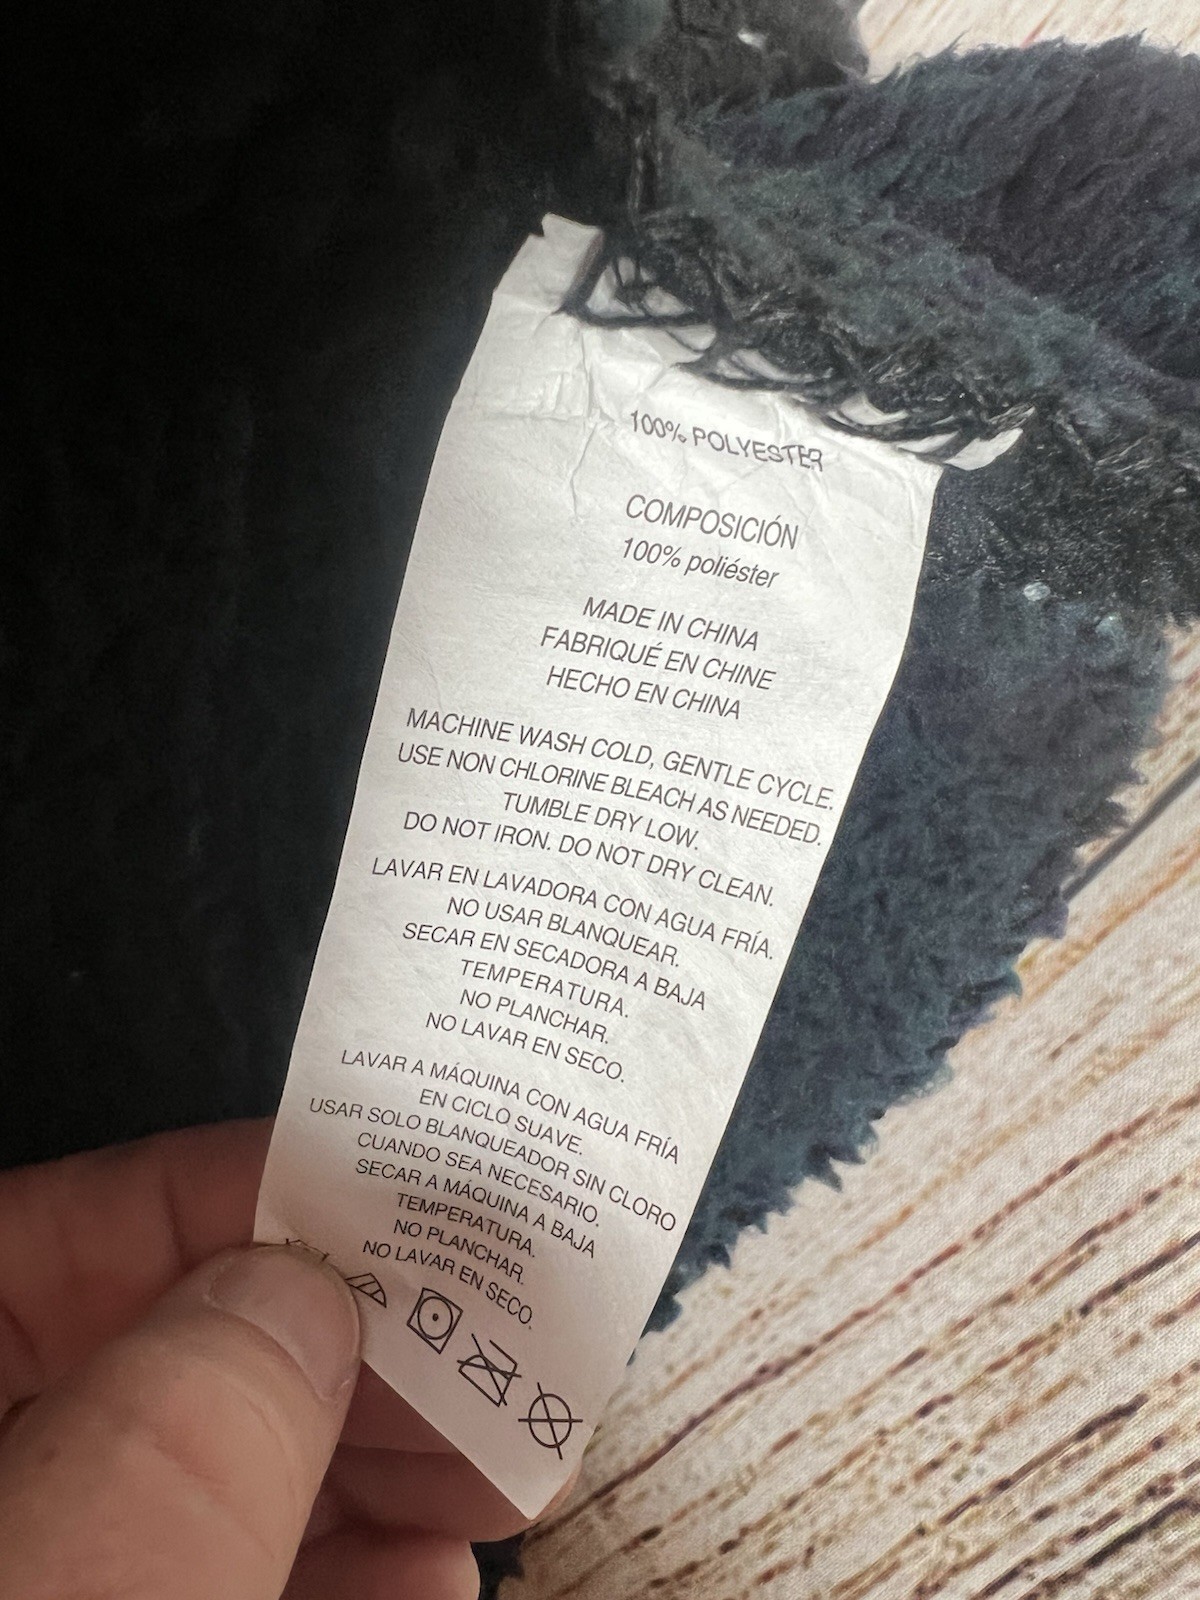 100% POLYESTER
COMPOSICIÓN
100% poliéster
MADE IN CHINA
FABRIQUÉ EN CHINE
HECHO EN CHINA
MACHINE WASH COLD, GENTLE CYCLE.
USE NON CHLORINE BLEACH AS NEEDED.
TUMBLE DRY LOW.
DO NOT IRON. DO NOT DRY CLEAN.
LAVAR EN LAVADORA CON AGUA FRÍA.
NO USAR BLANQUEAR.
SECAR EN SECADORA A BAJA
TEMPERATURA.
NO PLANCHAR.
NO LAVAR EN SECO.
LAVAR A MÁQUINA CON AGUA FRÍA
EN CICLO SUAVE.
USAR SOLO BLANQUEADOR SIN CLORO
CUANDO SEA NECESARIO.
SECAR A MÁQUINA A BAJA
TEMPERATURA.
NO PLANCHAR.
NO LAVAR EN SECO.